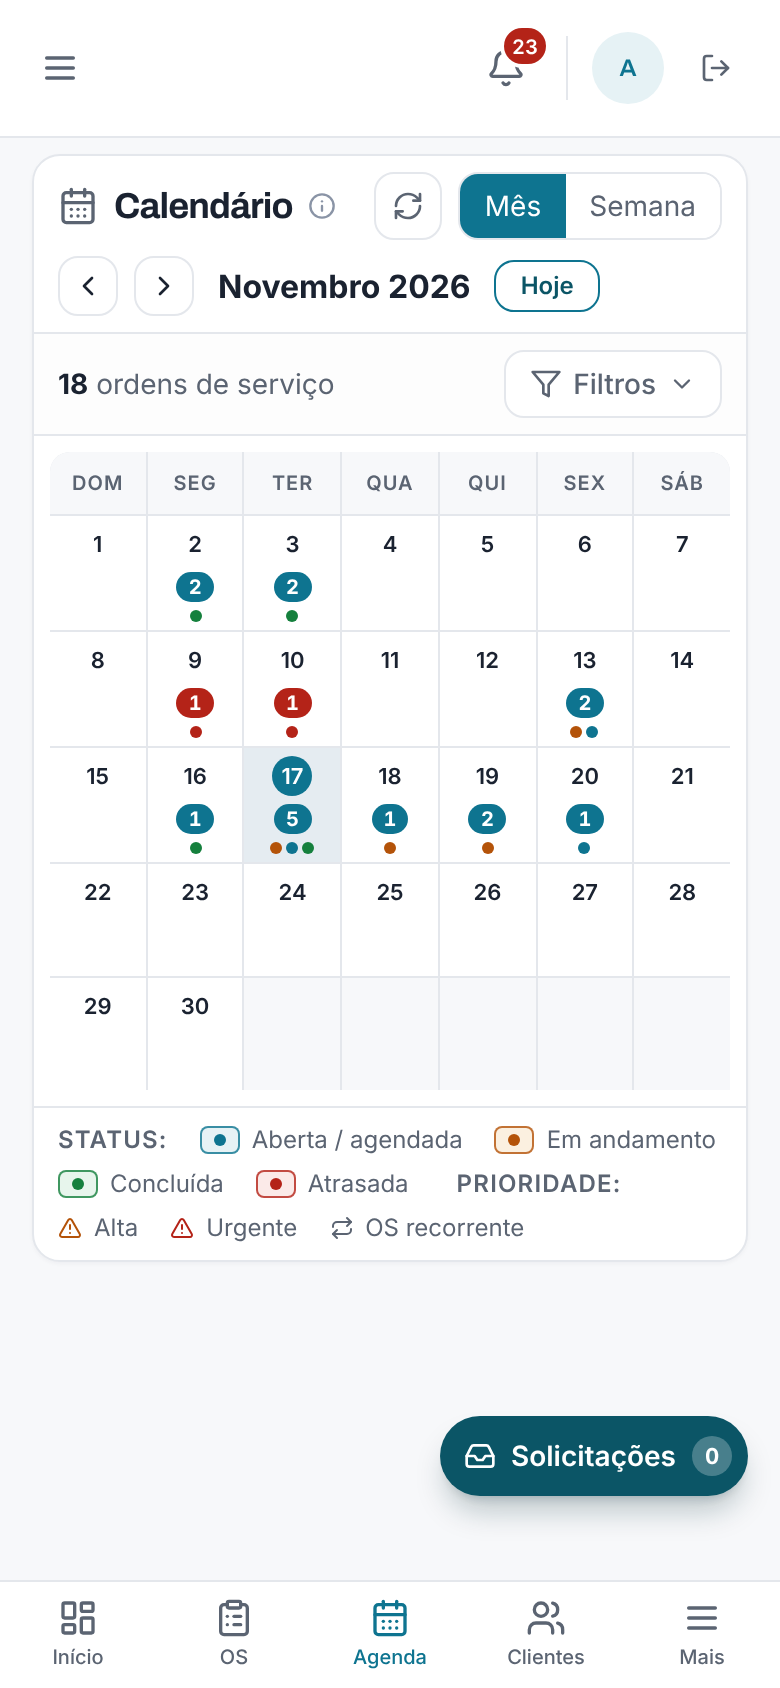 23
A
Calendário
Mês Semana
Novembro 2026 Hoje
18 ordens de serviço Filtros
DOM SEG TER QUA QUI SEX SÁB
1 2 3 4 5 6 7
2 2
8 9 10 11 12 13 14
1 1 2
15 16 17 18 19 20 21
1 5 1 2 1
22 23 24 25 26 27 28
29 30
STATUS: Aberta / agendada Em andamento
Concluída Atrasada PRIORIDADE:
Alta Urgente OS recorrente
Solicitações 0
Início OS Agenda Clientes Mais